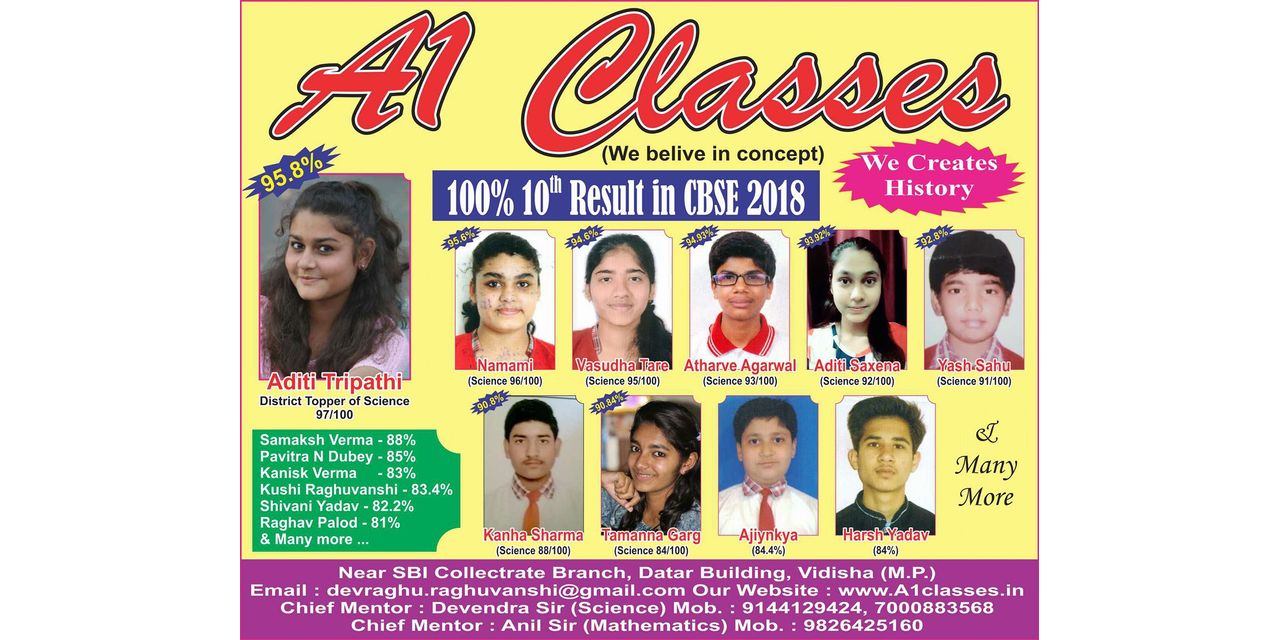 A1 Classes
(We belive in concept)
We Creates
History
95.8%
100% 10th Result in CBSE 2018
Aditi Tripathi
District Topper of Science
97/100
95.6%
Namami
(Science 96/100)
94.6%
Vasudha Tare
(Science 95/100)
94.93%
Atharve Agarwal
(Science 93/100)
93.92%
Aditi Saxena
(Science 92/100)
92.8%
Yash Sahu
(Science 91/100)
90.8%
Kanha Sharma
(Science 88/100)
90.84%
Tamanna Garg
(Science 84/100)
Ajiynkya
(84.4%)
Harsh Yadav
(84%)
&
Many
More
Samaksh Verma - 88%
Pavitra N Dubey - 85%
Kanisk Verma - 83%
Kushi Raghuvanshi - 83.4%
Shivani Yadav - 82.2%
Raghav Palod - 81%
& Many more ...
Near SBI Collectrate Branch, Datar Building, Vidisha (M.P.)
Email : devraghu.raghuvanshi@gmail.com Our Website : www.A1classes.in
Chief Mentor : Devendra Sir (Science) Mob. : 9144129424, 7000883568
Chief Mentor : Anil Sir (Mathematics) Mob. : 9826425160